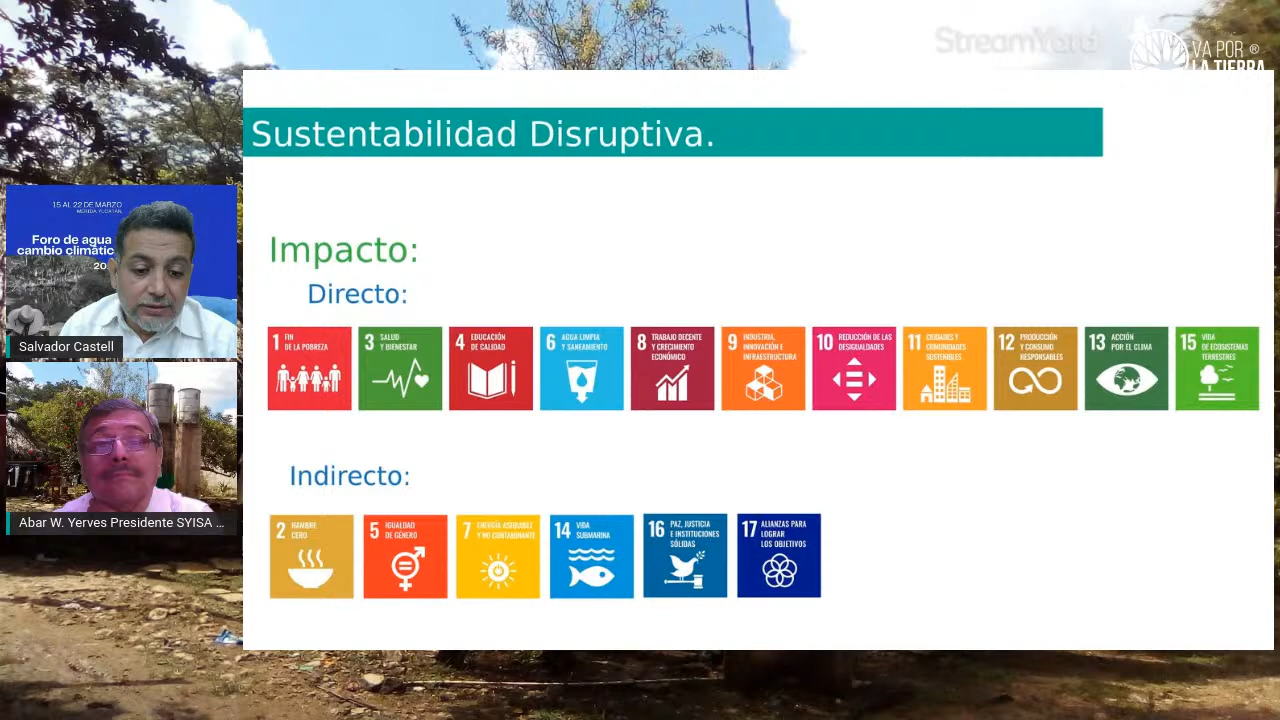 StreamYard
VA POR ®
LA TIERRA
Sustentabilidad Disruptiva.
15 AL 22 DE MARZO
MÉRIDA, YUCATÁN.
Foro de agua
cambio climátic
20
Salvador Castell
Abar W. Yerves Presidente SYISA ...
Impacto:
Directo:
1 FIN
DE LA POBREZA
3 SALUD
Y BIENESTAR
4 EDUCACIÓN
DE CALIDAD
6 AGUA LIMPIA
Y SANEAMIENTO
8 TRABAJO DECENTE
Y CRECIMIENTO
ECONÓMICO
9 INDUSTRIA,
INNOVACIÓN E
INFRAESTRUCTURA
10 REDUCCIÓN DE LAS
DESIGUALDADES
11 CIUDADES Y
COMUNIDADES
SOSTENIBLES
12 PRODUCCIÓN
Y CONSUMO
RESPONSABLES
13 ACCIÓN
POR EL CLIMA
15 VIDA
DE ECOSISTEMAS
TERRESTRES
Indirecto:
2 HAMBRE
CERO
5 IGUALDAD
DE GÉNERO
7 ENERGÍA ASEQUIBLE
Y NO CONTAMINANTE
14 VIDA
SUBMARINA
16 PAZ, JUSTICIA
E INSTITUCIONES
SÓLIDAS
17 ALIANZAS PARA
LOGRAR
LOS OBJETIVOS